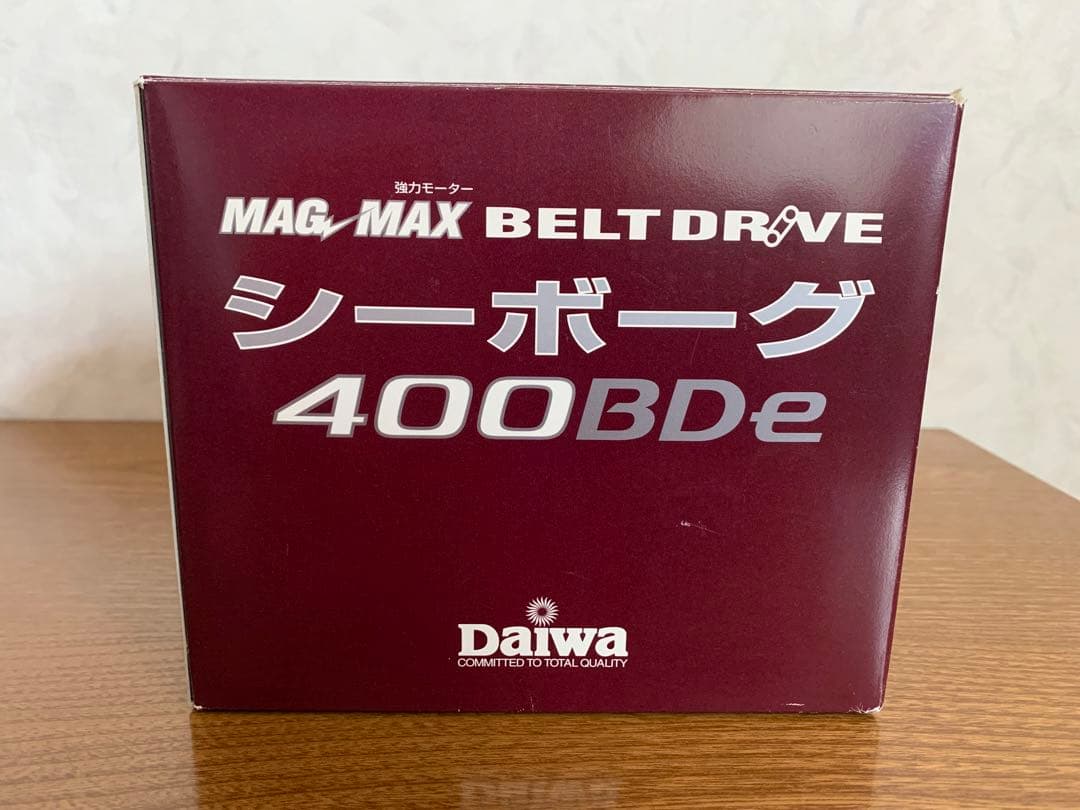 強力モーター
MAG MAX BELT DRIVE
シーボーグ
400BDe
Daiwa
COMMITTED TO TOTAL QUALITY